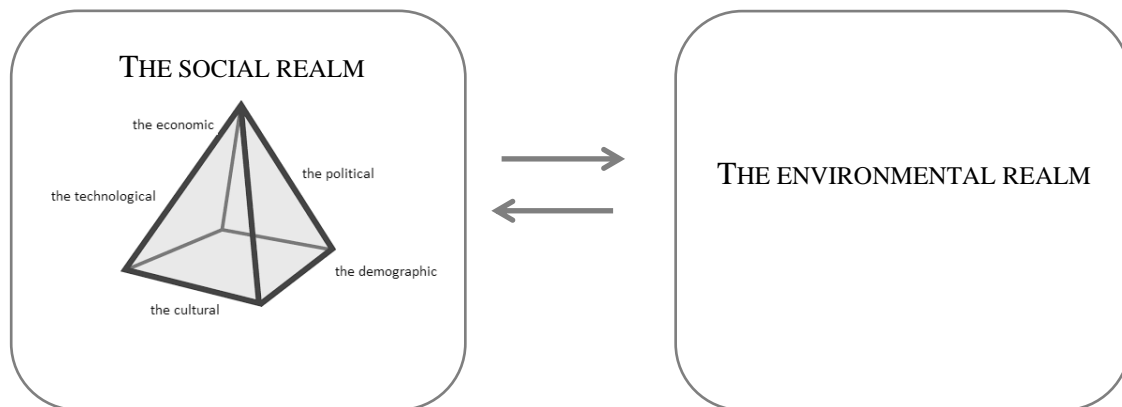 THE SOCIAL REALM
the economic
the political
the technological
the demographic
the cultural
THE ENVIRONMENTAL REALM